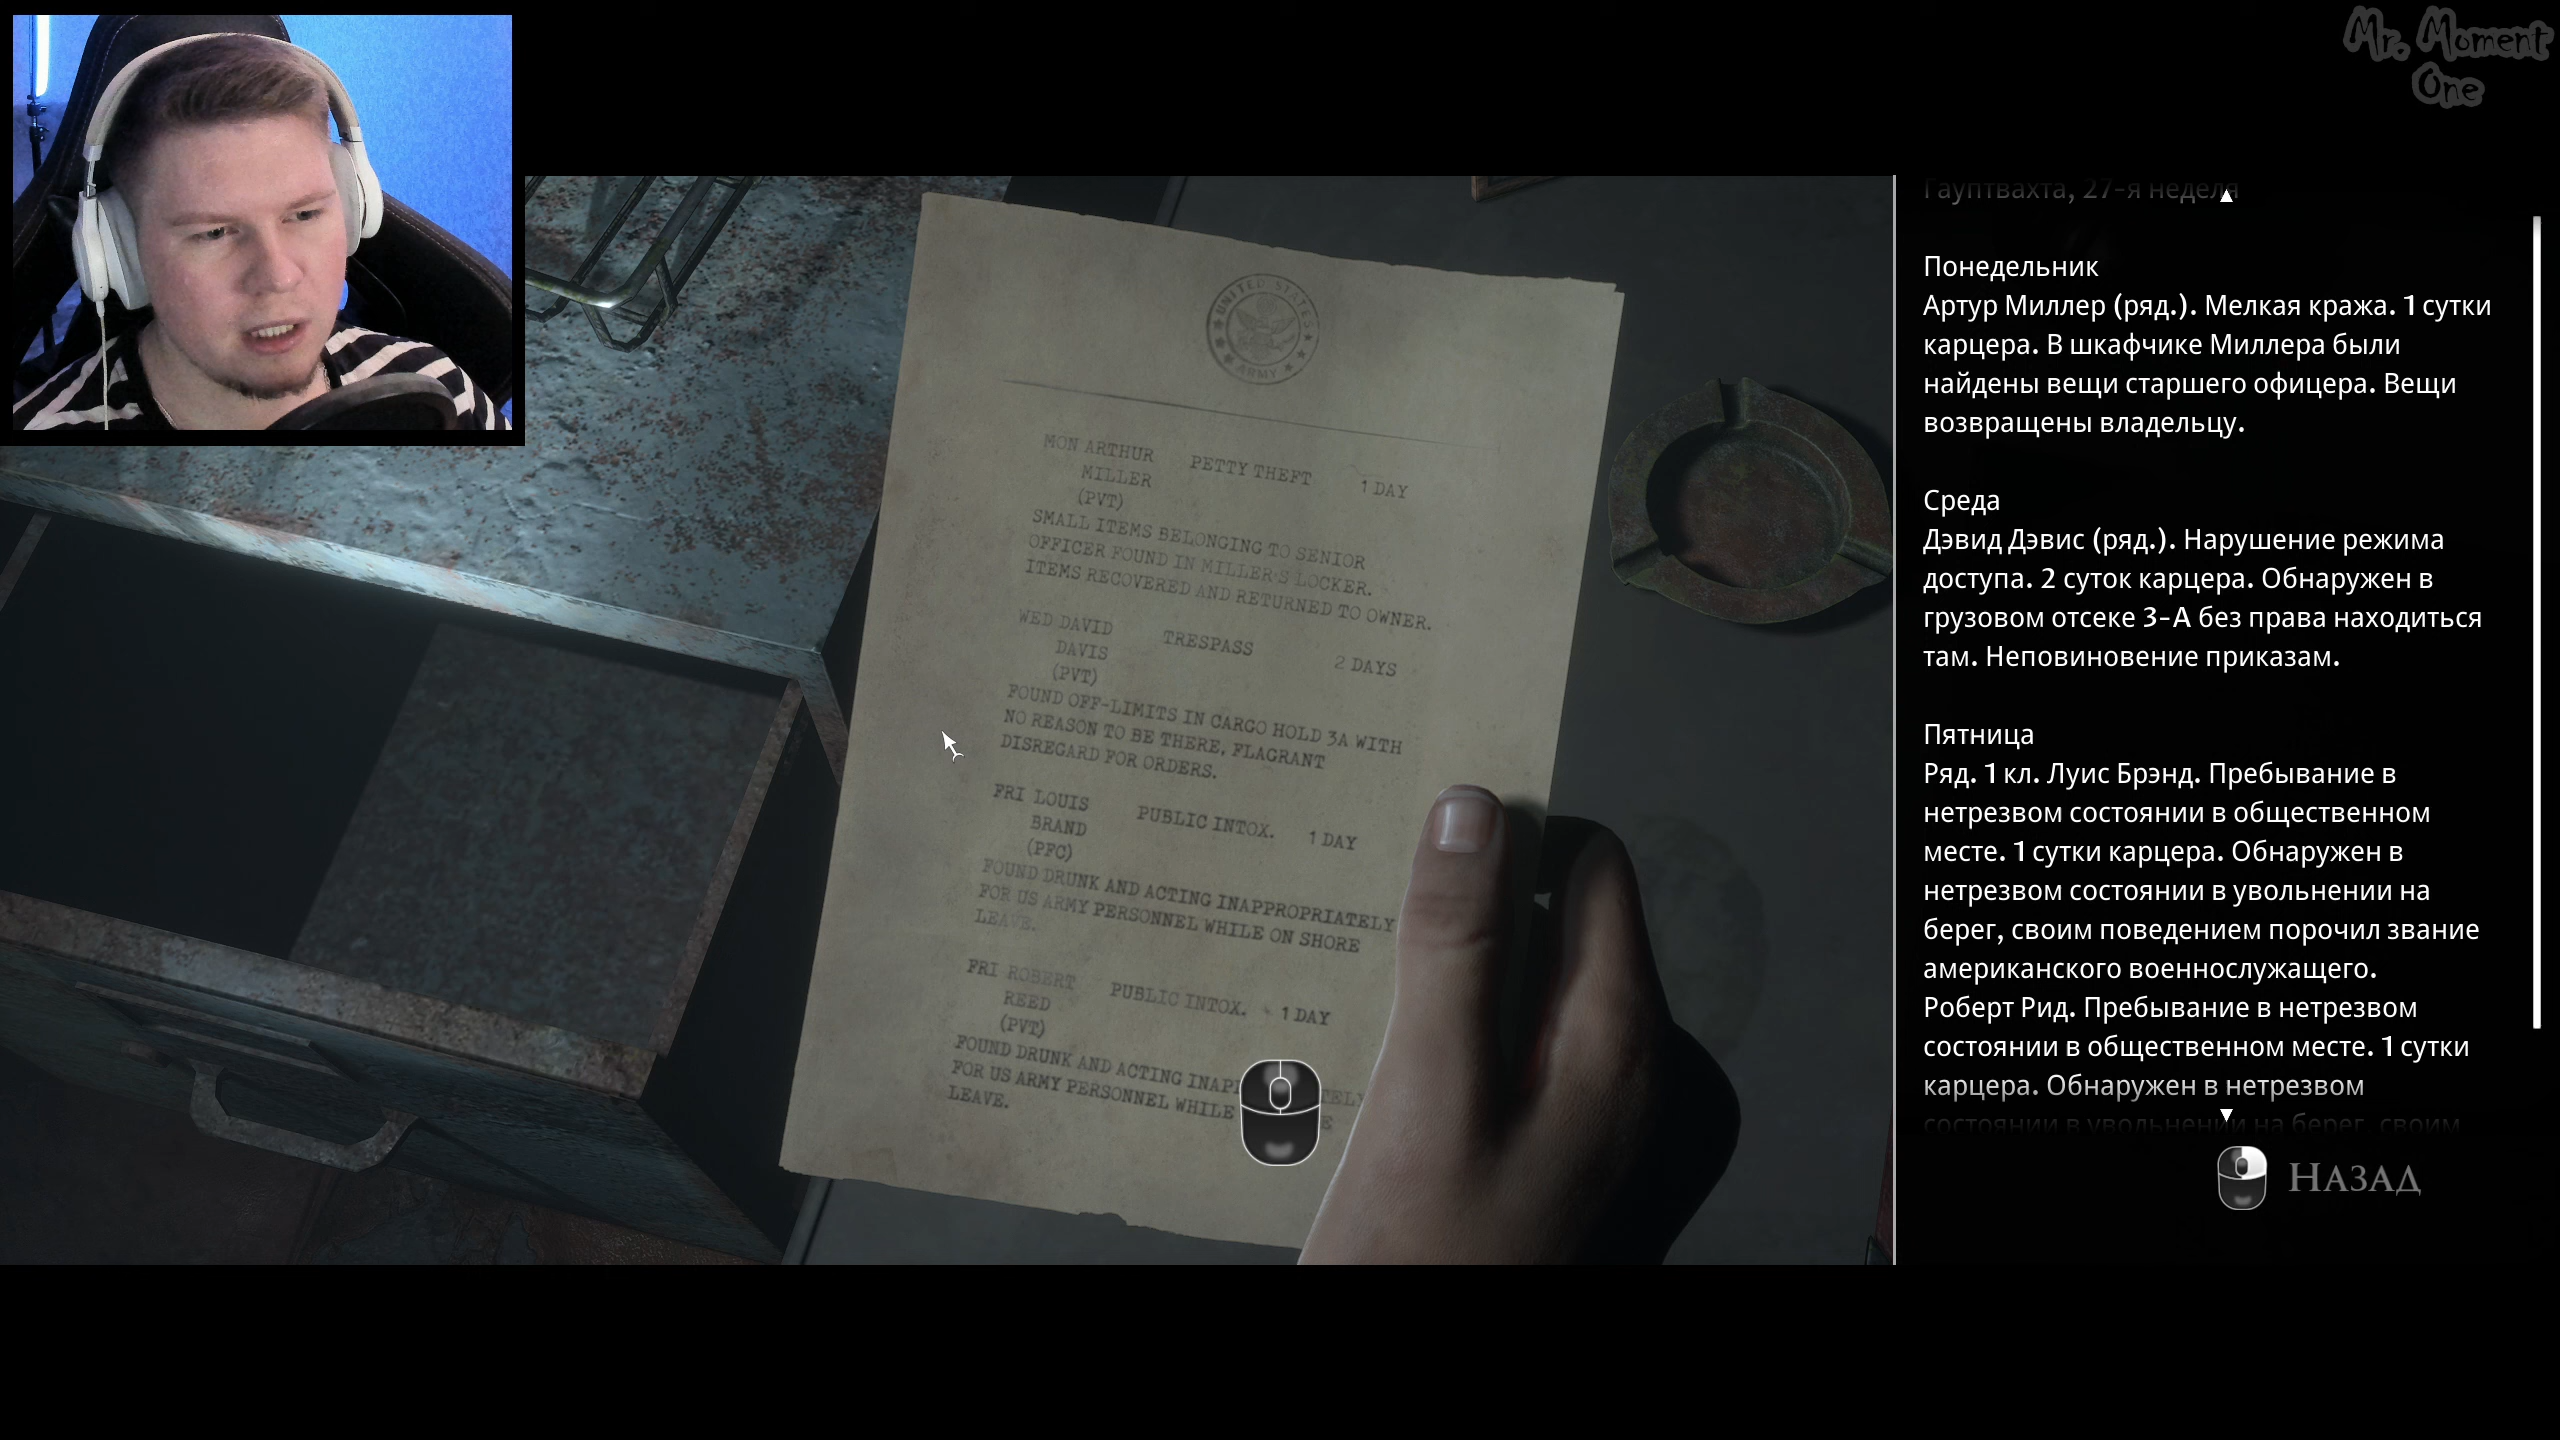 Mr. Moment
One
Гауптвахта, 27-я неделя
Понедельник
Артур Миллер (ряд.). Мелкая кража. 1 сутки
карцера. В шкафчике Миллера были
найдены вещи старшего офицера. Вещи
возвращены владельцу.
Среда
Дэвид Дэвис (ряд.). Нарушение режима
доступа. 2 суток карцера. Обнаружен в
грузовом отсеке 3-А без права находиться
там. Неповиновение приказам.
Пятница
Ряд. 1 кл. Луис Брэнд. Пребывание в
нетрезвом состоянии в общественном
месте. 1 сутки карцера. Обнаружен в
нетрезвом состоянии в увольнении на
берег, своим поведением порочил звание
американского военнослужащего.
Роберт Рид. Пребывание в нетрезвом
состоянии в общественном месте. 1 сутки
карцера. Обнаружен в нетрезвом
состоянии в увольнении на берег, своим
НАЗАД
UNITED STATES
ARMY
MON ARTHUR PETTY THEFT 1 DAY
MILLER
(PVT)
SMALL ITEMS BELONGING TO SENIOR
OFFICER FOUND IN MILLER'S LOCKER.
ITEMS RECOVERED AND RETURNED TO OWNER.
WED DAVID TRESPASS 2 DAYS
DAVIS
(PVT)
FOUND OFF-LIMITS IN CARGO HOLD 3A WITH
NO REASON TO BE THERE, FLAGRANT
DISREGARD FOR ORDERS.
FRI LOUIS PUBLIC INTOX. 1 DAY
BRAND
(PFC)
FOUND DRUNK AND ACTING INAPPROPRIATELY
FOR US ARMY PERSONNEL WHILE ON SHORE
LEAVE.
FRI ROBERT PUBLIC INTOX. 1 DAY
REED
(PVT)
FOUND DRUNK AND ACTING
FOR US ARMY PERSONNEL WHILE
LEAVE.